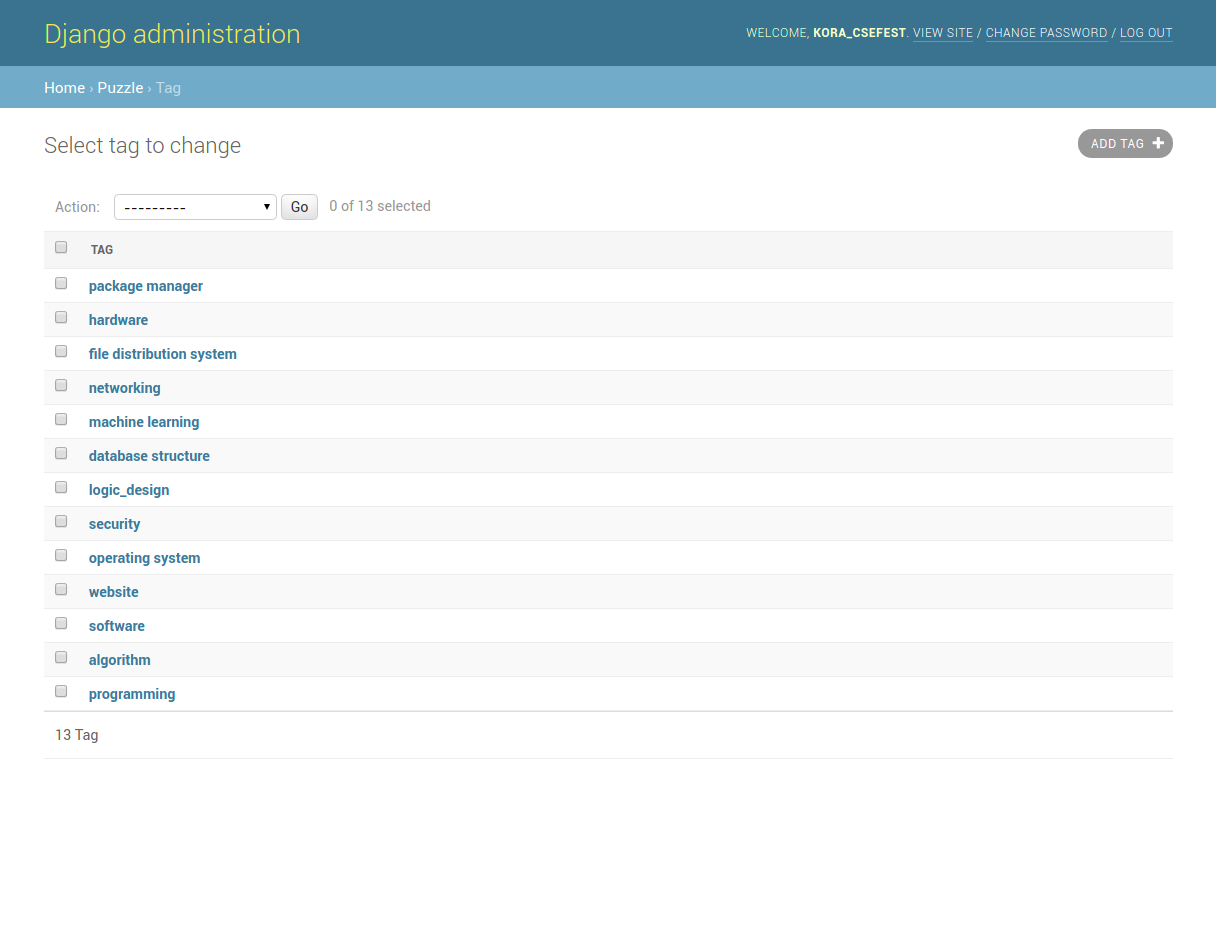 Django administration
WELCOME, KORA_CSEFEST. VIEW SITE / CHANGE PASSWORD / LOG OUT
Home › Puzzle › Tag
Select tag to change
ADD TAG +
Action: --------- Go 0 of 13 selected
TAG
package manager
hardware
file distribution system
networking
machine learning
database structure
logic_design
security
operating system
website
software
algorithm
programming
13 Tag